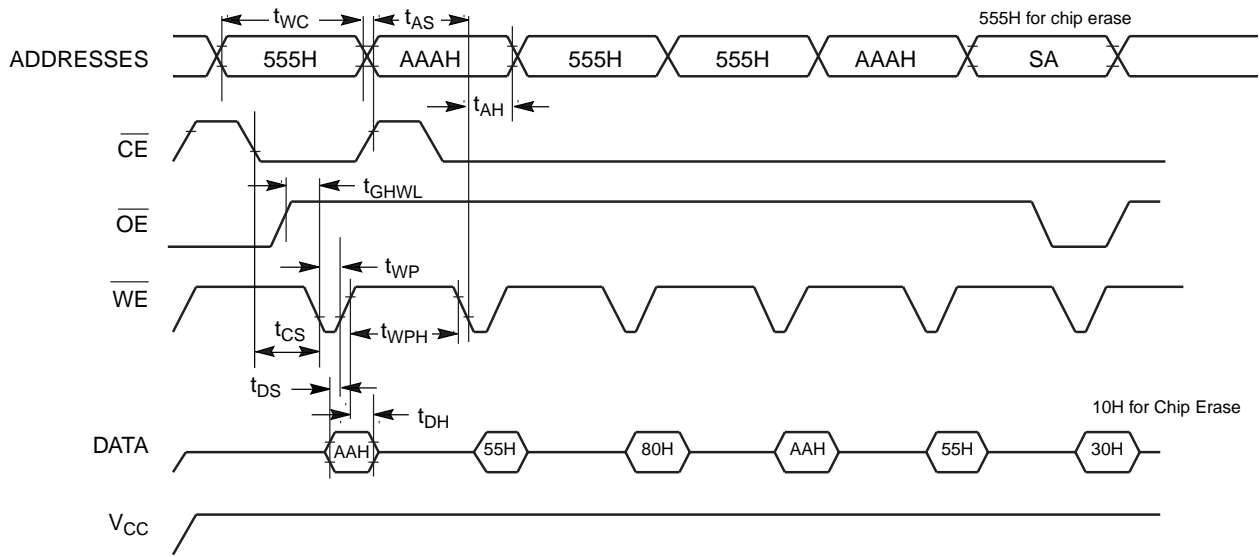 tWC
tAS
555H for chip erase
ADDRESSES
555H
AAAH
555H
555H
AAAH
SA
tAH
CE
tGHWL
OE
tWP
WE
tCS
tWPH
tDS
tDH
10H for Chip Erase
DATA
AAH
55H
80H
AAH
55H
30H
VCC